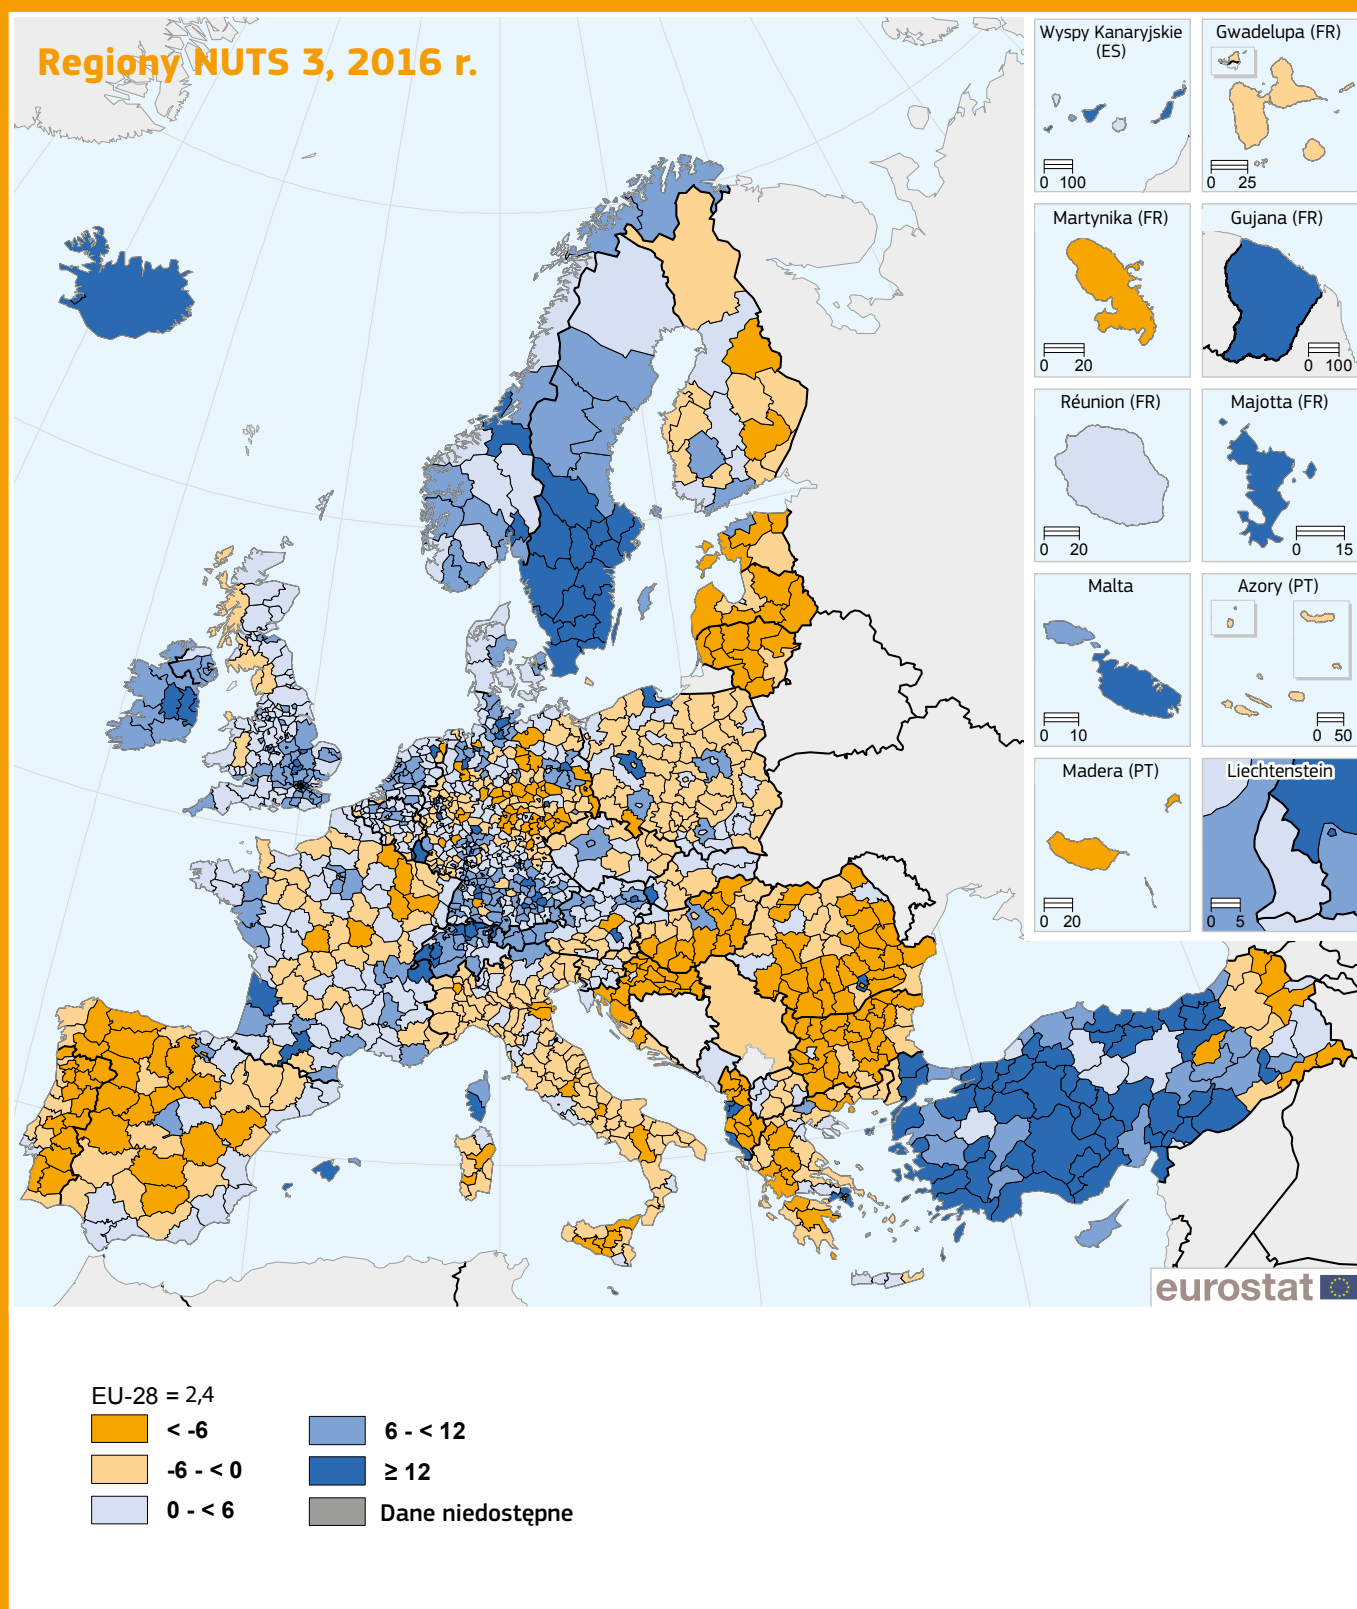 Regiony NUTS 3, 2016 r.
Wyspy Kanaryjskie
(ES)
0 100
Gwadelupa (FR)
0 25
Martynika (FR)
0 20
Gujana (FR)
0 100
Réunion (FR)
0 20
Majotta (FR)
0 15
Malta
0 10
Azory (PT)
0 50
Madera (PT)
0 20
Liechtenstein
0 5
eurostat
EU-28 = 2,4
< -6
-6 - < 0
0 - < 6
6 - < 12
≥ 12
Dane niedostępne